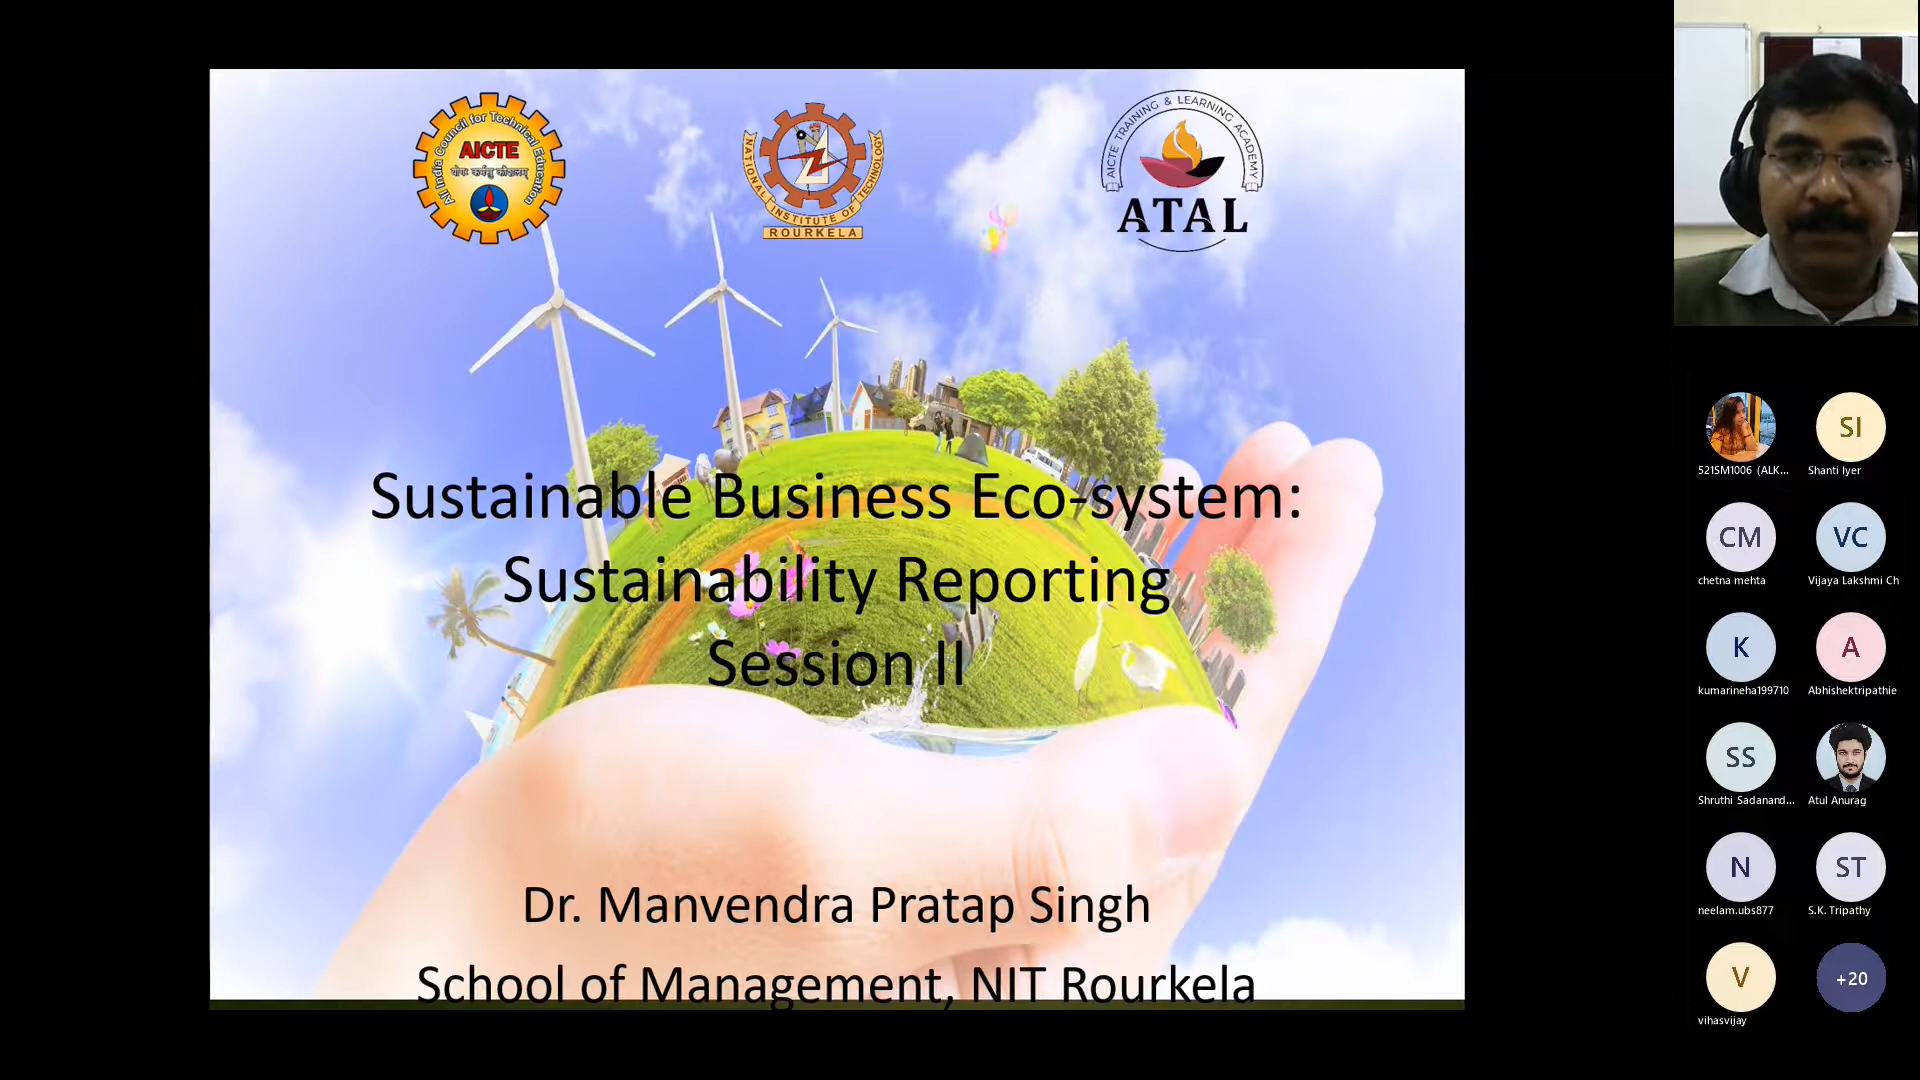 All India Council for Technical Education
AICTE
योगः कर्मसु कौशलम्
NATIONAL INSTITUTE OF TECHNOLOGY
ROURKELA
AICTE TRAINING & LEARNING ACADEMY
ATAL
Sustainable Business Eco-system:
Sustainability Reporting
Session II
Dr. Manvendra Pratap Singh
School of Management, NIT Rourkela
521SM1006 (ALK...
SI
Shanti Iyer
CM
chetna mehta
VC
Vijaya Lakshmi Ch
K
kumarineha199710
A
Abhishektripathie
SS
Shruthi Sadanand...
Atul Anurag
N
neelam.ubs877
ST
S.K. Tripathy
V
vihasvijay
+20